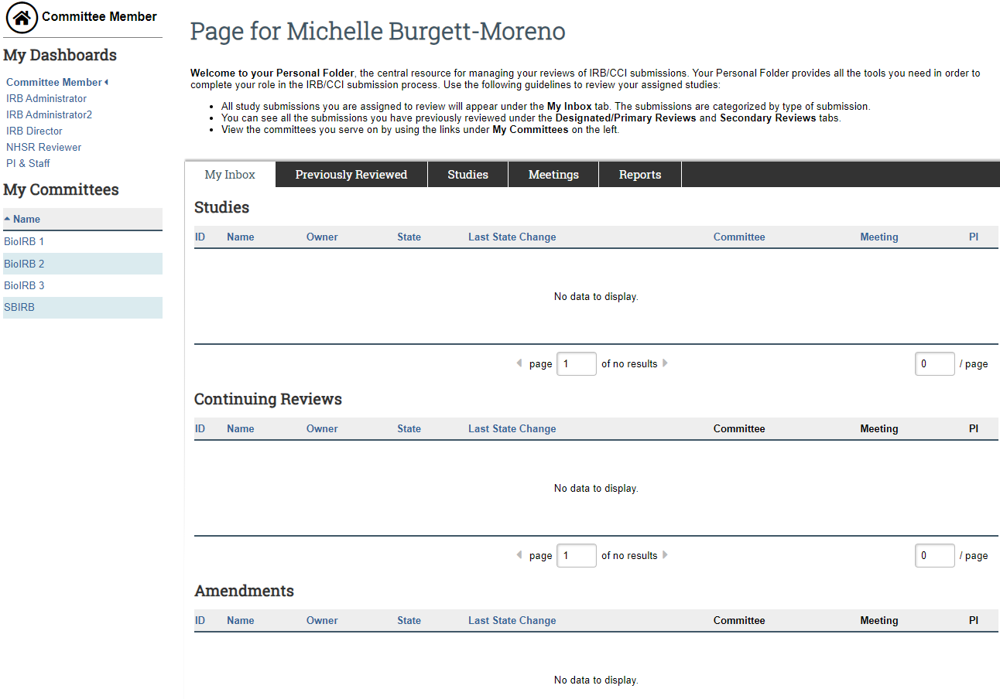 Committee Member
My Dashboards
Committee Member
IRB Administrator
IRB Administrator2
IRB Director
NHSR Reviewer
PI & Staff
My Committees
Name
BioIRB 1
BioIRB 2
BioIRB 3
SBIRB
Page for Michelle Burgett-Moreno
Welcome to your Personal Folder, the central resource for managing your reviews of IRB/CCI submissions. Your Personal Folder provides all the tools you need in order to
complete your role in the IRB/CCI submission process. Use the following guidelines to review your assigned studies:
All study submissions you are assigned to review will appear under the My Inbox tab. The submissions are categorized by type of submission.
You can see all the submissions you have previously reviewed under the Designated/Primary Reviews and Secondary Reviews tabs.
View the committees you serve on by using the links under My Committees on the left.
My Inbox Previously Reviewed Studies Meetings Reports
Studies
ID Name Owner State Last State Change Committee Meeting PI
No data to display.
page 1 of no results 0 / page
Continuing Reviews
ID Name Owner State Last State Change Committee Meeting PI
No data to display.
page 1 of no results 0 / page
Amendments
ID Name Owner State Last State Change Committee Meeting PI
No data to display.